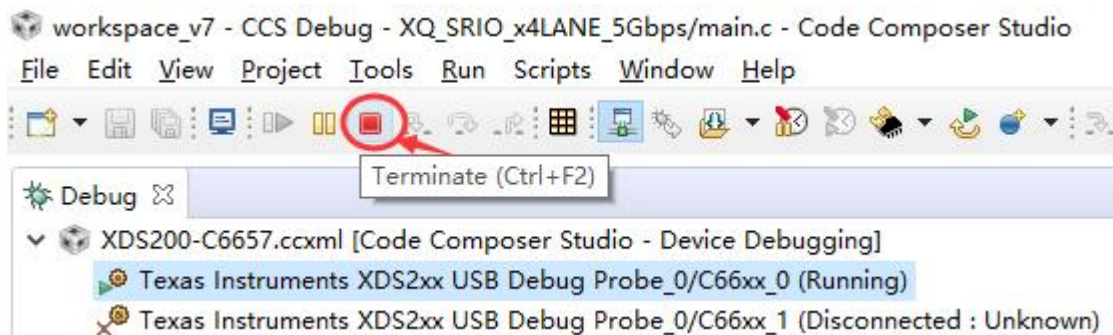 workspace_v7 - CCS Debug - XQ_SRIO_x4LANE_5Gbps/main.c - Code Composer Studio
File Edit View Project Tools Run Scripts Window Help
Terminate (Ctrl+F2)
Debug
XDS200-C6657.ccxml [Code Composer Studio - Device Debugging]
Texas Instruments XDS2xx USB Debug Probe_0/C66xx_0 (Running)
Texas Instruments XDS2xx USB Debug Probe_0/C66xx_1 (Disconnected : Unknown)